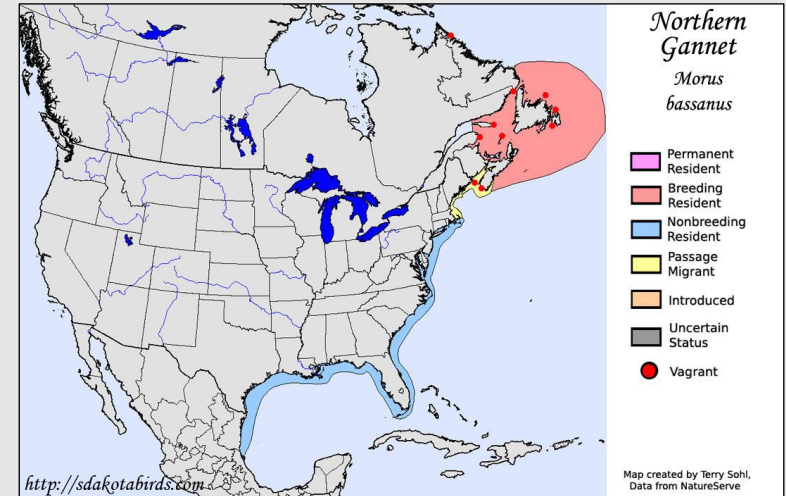 Northern
Gannet
Morus
bassanus
Permanent
Resident
Breeding
Resident
Nonbreeding
Resident
Passage
Migrant
Introduced
Uncertain
Status
Vagrant
http://sdakotabirds.com
Map created by Terry Sohl,
Data from NatureServe